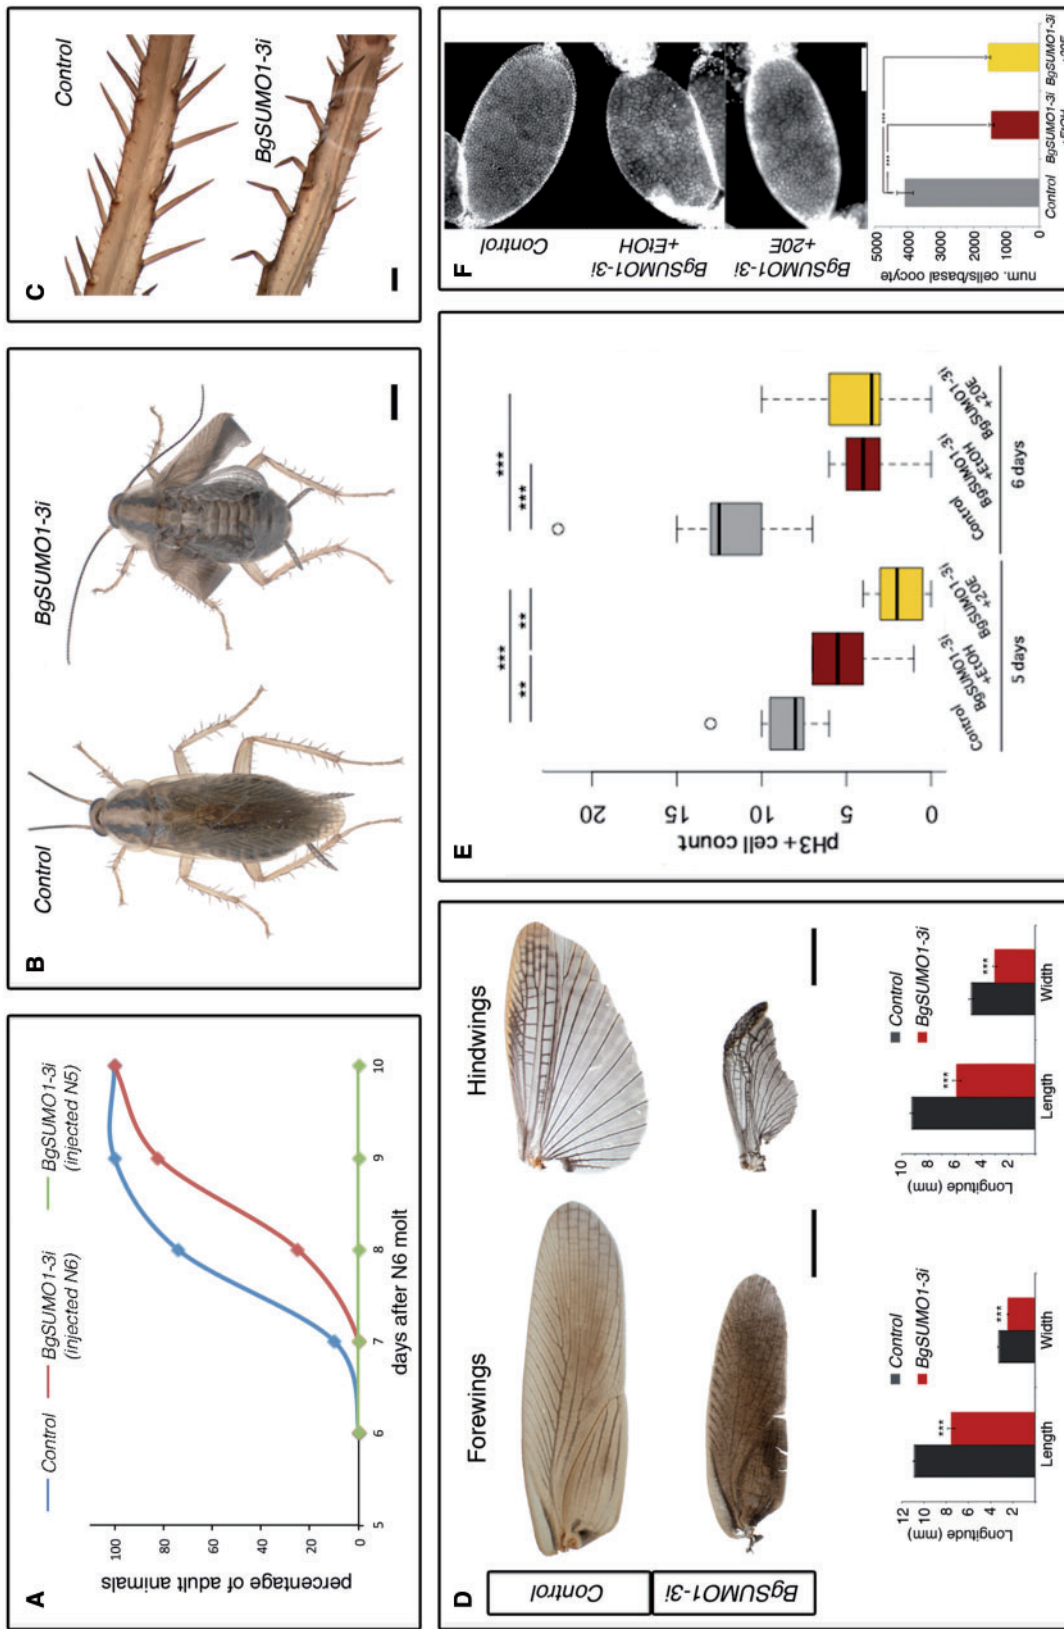 A
Control
BgSUMO1-3i
(injected N6)
BgSUMO1-3i
(injected N5)
percentage of adult animals
100
80
60
40
20
0
5
6
7
8
9
10
days after N6 molt
B
Control
BgSUMO1-3i
C
Control
BgSUMO1-3i
D
Forewings
Hindwings
Control
BgSUMO1-3i
Longitude (mm)
12
10
8
6
4
2
***
***
Control
BgSUMO1-3i
Length
Width
Longitude (mm)
10
8
6
4
2
***
***
Control
BgSUMO1-3i
Length
Width
E
pH3+ cell count
20
15
10
5
0
***
**
**
***
***
Control
BgSUMO1-3i
+EtOH
BgSUMO1-3i
+20E
Control
BgSUMO1-3i
+EtOH
BgSUMO1-3i
+20E
5 days
6 days
F
Control
BgSUMO1-3i
+EtOH
BgSUMO1-3i
+20E
num. cells/basal oocyte
5000
4000
3000
2000
1000
0
***
***
Control
BgSUMO1-3i
BgSUMO1-3i